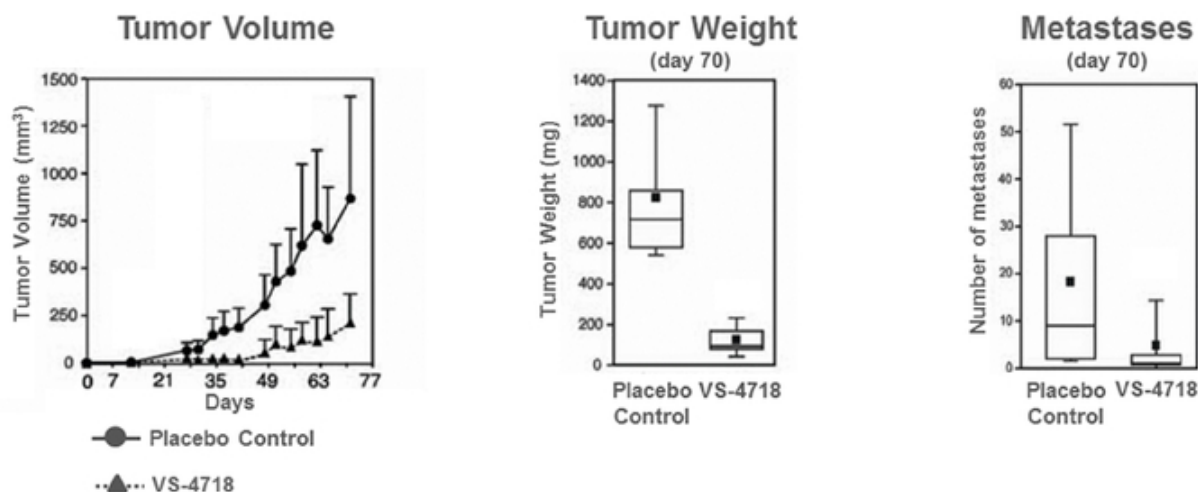 Tumor Volume
1500
1250
1000
750
500
250
0
Tumor Volume (mm³)
0 7 21 35 49 63 77
Days
Placebo Control
VS-4718
Tumor Weight
(day 70)
1400
1200
1000
800
600
400
200
0
Tumor Weight (mg)
Placebo VS-4718
Control
Metastases
(day 70)
60
50
40
30
20
10
0
Number of metastases
Placebo VS-4718
Control